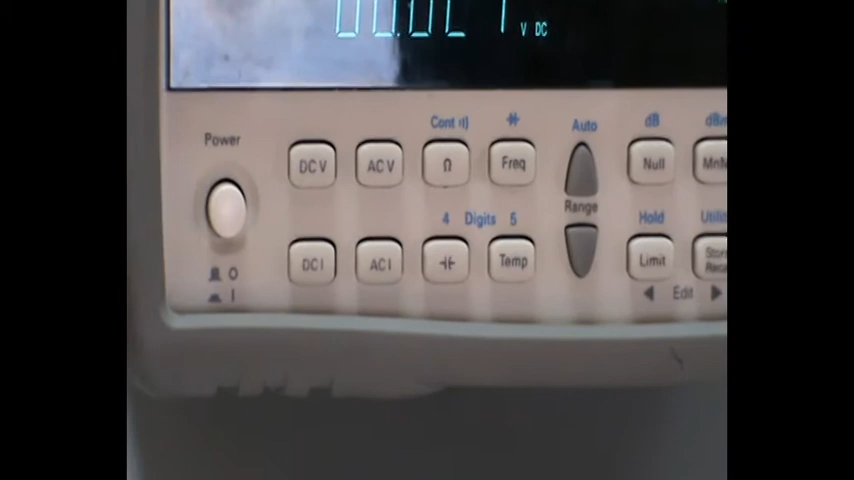 V DC
Cont
Auto
dB
Power
DC V
AC V
Ω
Freq
Null
Range
4 Digits 5
Hold
DC I
AC I
Temp
Limit
O
I
Edit